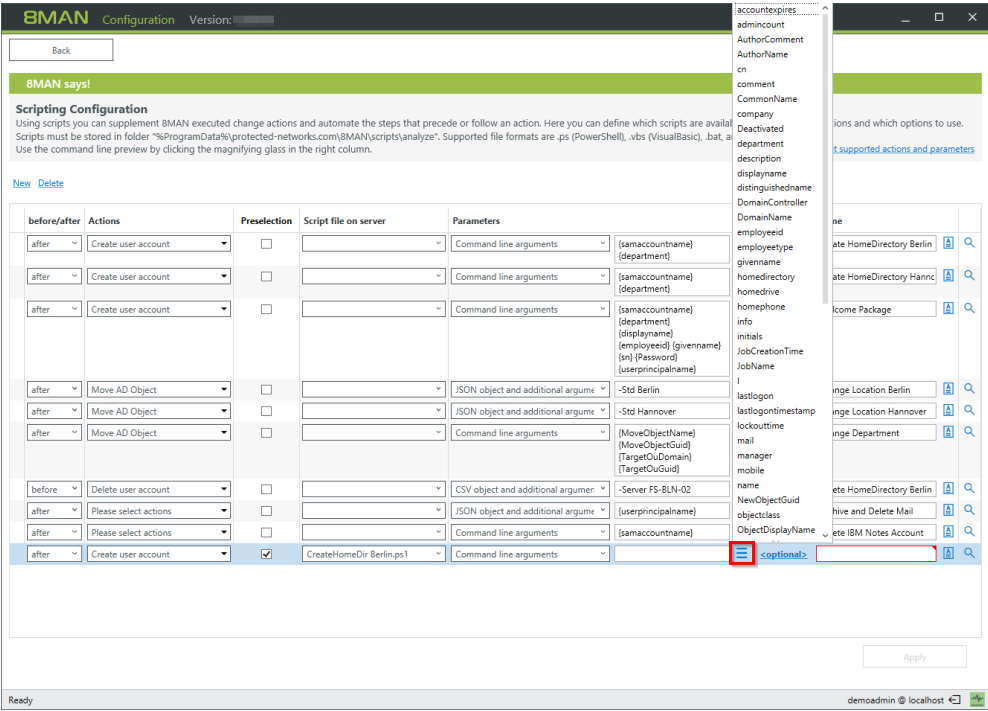 8MAN Configuration Version:
Back
8MAN says!
Scripting Configuration
Using scripts you can supplement 8MAN executed change actions and automate the steps that precede or follow an action. Here you can define which scripts are ions and which options to use.
Scripts must be stored in folder "%ProgramData%\protected-networks.com\8MAN\scripts\analyze". Supported file formats are .ps (PowerShell), .vbs (VisualBasic), .bat,
Use the command line preview by clicking the magnifying glass in the right column. supported actions and parameters
New Delete
before/after Actions Preselection Script file on server Parameters
after Create user account Command line arguments {samaccountname} ate HomeDirectory Berlin
{department}
after Create user account Command line arguments {samaccountname} ate HomeDirectory Hannc
{department}
after Create user account Command line arguments {samaccountname} lcome Package
{department}
{displayname}
{employeeid} {givenname}
{sn} {Password}
{userprincipalname}
after Move AD Object JSON object and additional argume -Std Berlin nge Location Berlin
after Move AD Object JSON object and additional argume -Std Hannover nge Location Hannover
after Move AD Object Command line arguments {MoveObjectName} nge Department
{MoveObjectGuid}
{TargetOuDomain}
{TargetOuGuid}
before Delete user account CSV object and additional argumen -Server FS-BLN-02 ete HomeDirectory Berlin
after Please select actions JSON object and additional argume {userprincipalname} hive and Delete Mail
after Please select actions Command line arguments {samaccountname} ete IBM Notes Account
after Create user account CreateHomeDir Berlin.ps1 Command line arguments <optional>
accountexpires
admincount
AuthorComment
AuthorName
cn
comment
CommonName
company
Deactivated
department
description
displayname
distinguishedname
DomainController
DomainName
employeeid
employeetype
givenname
homedirectory
homedrive
homephone
info
initials
JobCreationTime
JobName
l
lastlogon
lastlogontimestamp
lockouttime
mail
manager
mobile
name
NewObjectGuid
objectclass
ObjectDisplayName
Apply
Ready demoadmin @ localhost